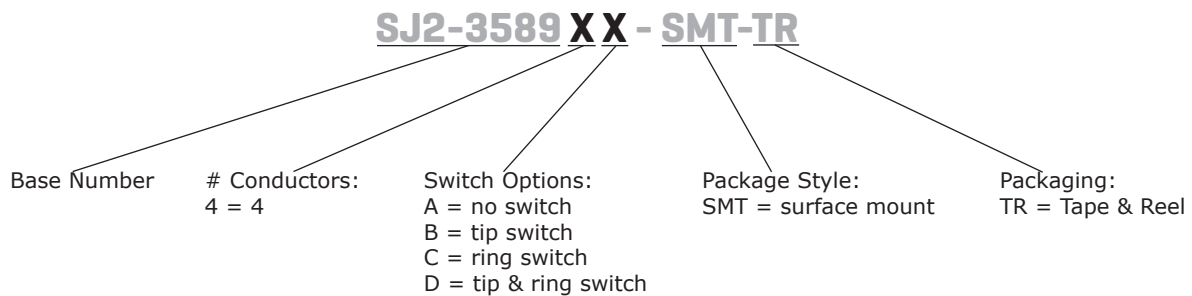 SJ2-3589 X X - SMT-TR
Base Number
# Conductors:
4 = 4
Switch Options:
A = no switch
B = tip switch
C = ring switch
D = tip & ring switch
Package Style:
SMT = surface mount
Packaging:
TR = Tape & Reel